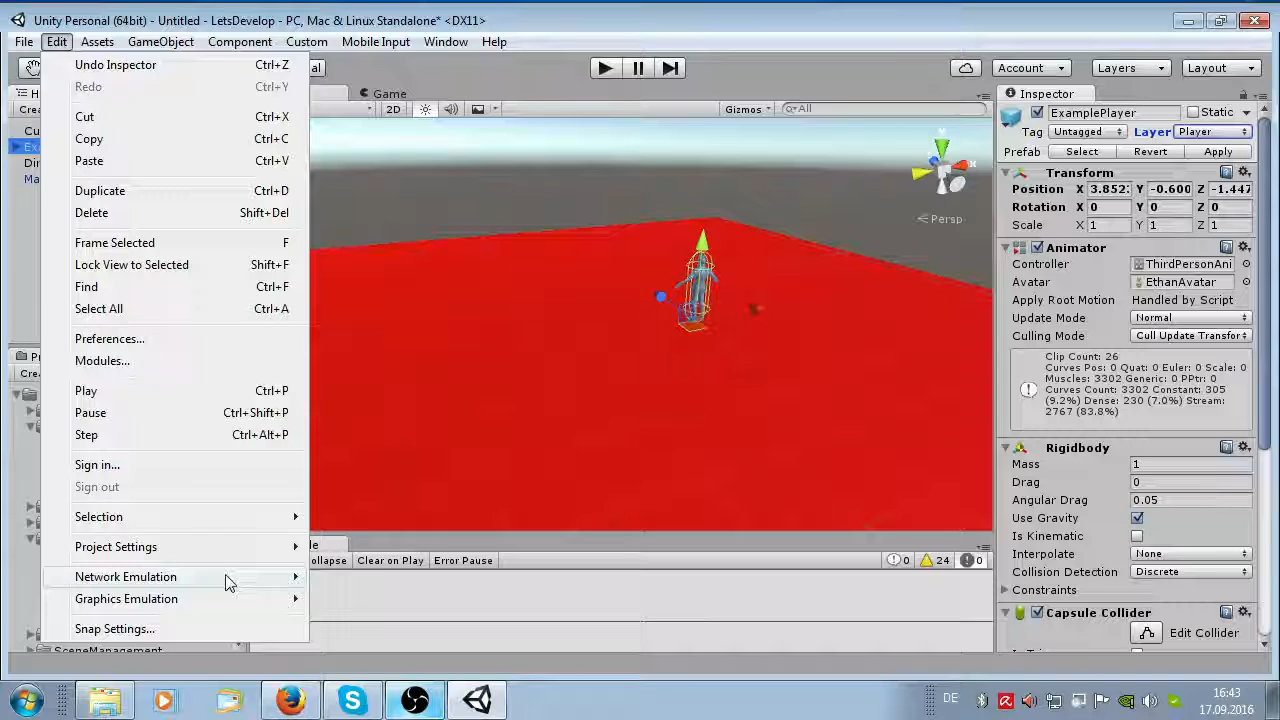 Unity Personal (64bit) - Untitled - LetsDevelop - PC, Mac & Linux Standalone* <DX11>
File Edit Assets GameObject Component Custom Mobile Input Window Help
Account Layers Layout
Undo Inspector Ctrl+Z
Redo Ctrl+Y
Cut Ctrl+X
Copy Ctrl+C
Paste Ctrl+V
Duplicate Ctrl+D
Delete Shift+Del
Frame Selected F
Lock View to Selected Shift+F
Find Ctrl+F
Select All Ctrl+A
Preferences...
Modules...
Play Ctrl+P
Pause Ctrl+Shift+P
Step Ctrl+Alt+P
Sign in...
Sign out
Selection
Project Settings
Network Emulation
Graphics Emulation
Snap Settings...
SceneManagement
Game
2D Gizmos All
Persp
Clear on Play Error Pause 0 24 0
Inspector
ExamplePlayer Static
Tag Untagged Layer Player
Prefab Select Revert Apply
Transform
Position X 3.852 Y -0.600 Z -1.447
Rotation X 0 Y 0 Z 0
Scale X 1 Y 1 Z 1
Animator
Controller ThirdPersonAni
Avatar EthanAvatar
Apply Root Motion Handled by Script
Update Mode Normal
Culling Mode Cull Update Transfor
Clip Count: 26
Curves Pos: 0 Quat: 0 Euler: 0 Scale: 0
Muscles: 3302 Generic: 0 PPtr: 0
Curves Count: 3302 Constant: 305
(9.2%) Dense: 230 (7.0%) Stream:
2767 (83.8%)
Rigidbody
Mass 1
Drag 0
Angular Drag 0.05
Use Gravity
Is Kinematic
Interpolate None
Collision Detection Discrete
Constraints
Capsule Collider
Edit Collider
DE
16:43
17.09.2016